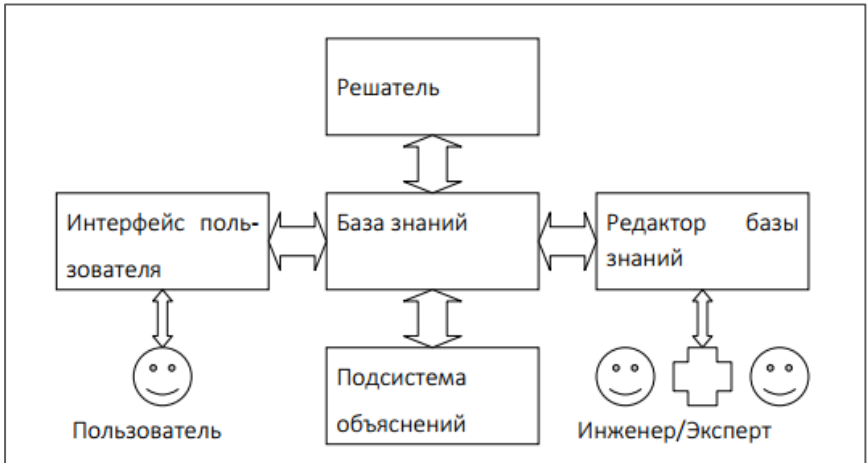 Решатель
Интерфейс поль-
зователя
База знаний
Редактор базы
знаний
Подсистема
объяснений
Пользователь
Инженер/Эксперт